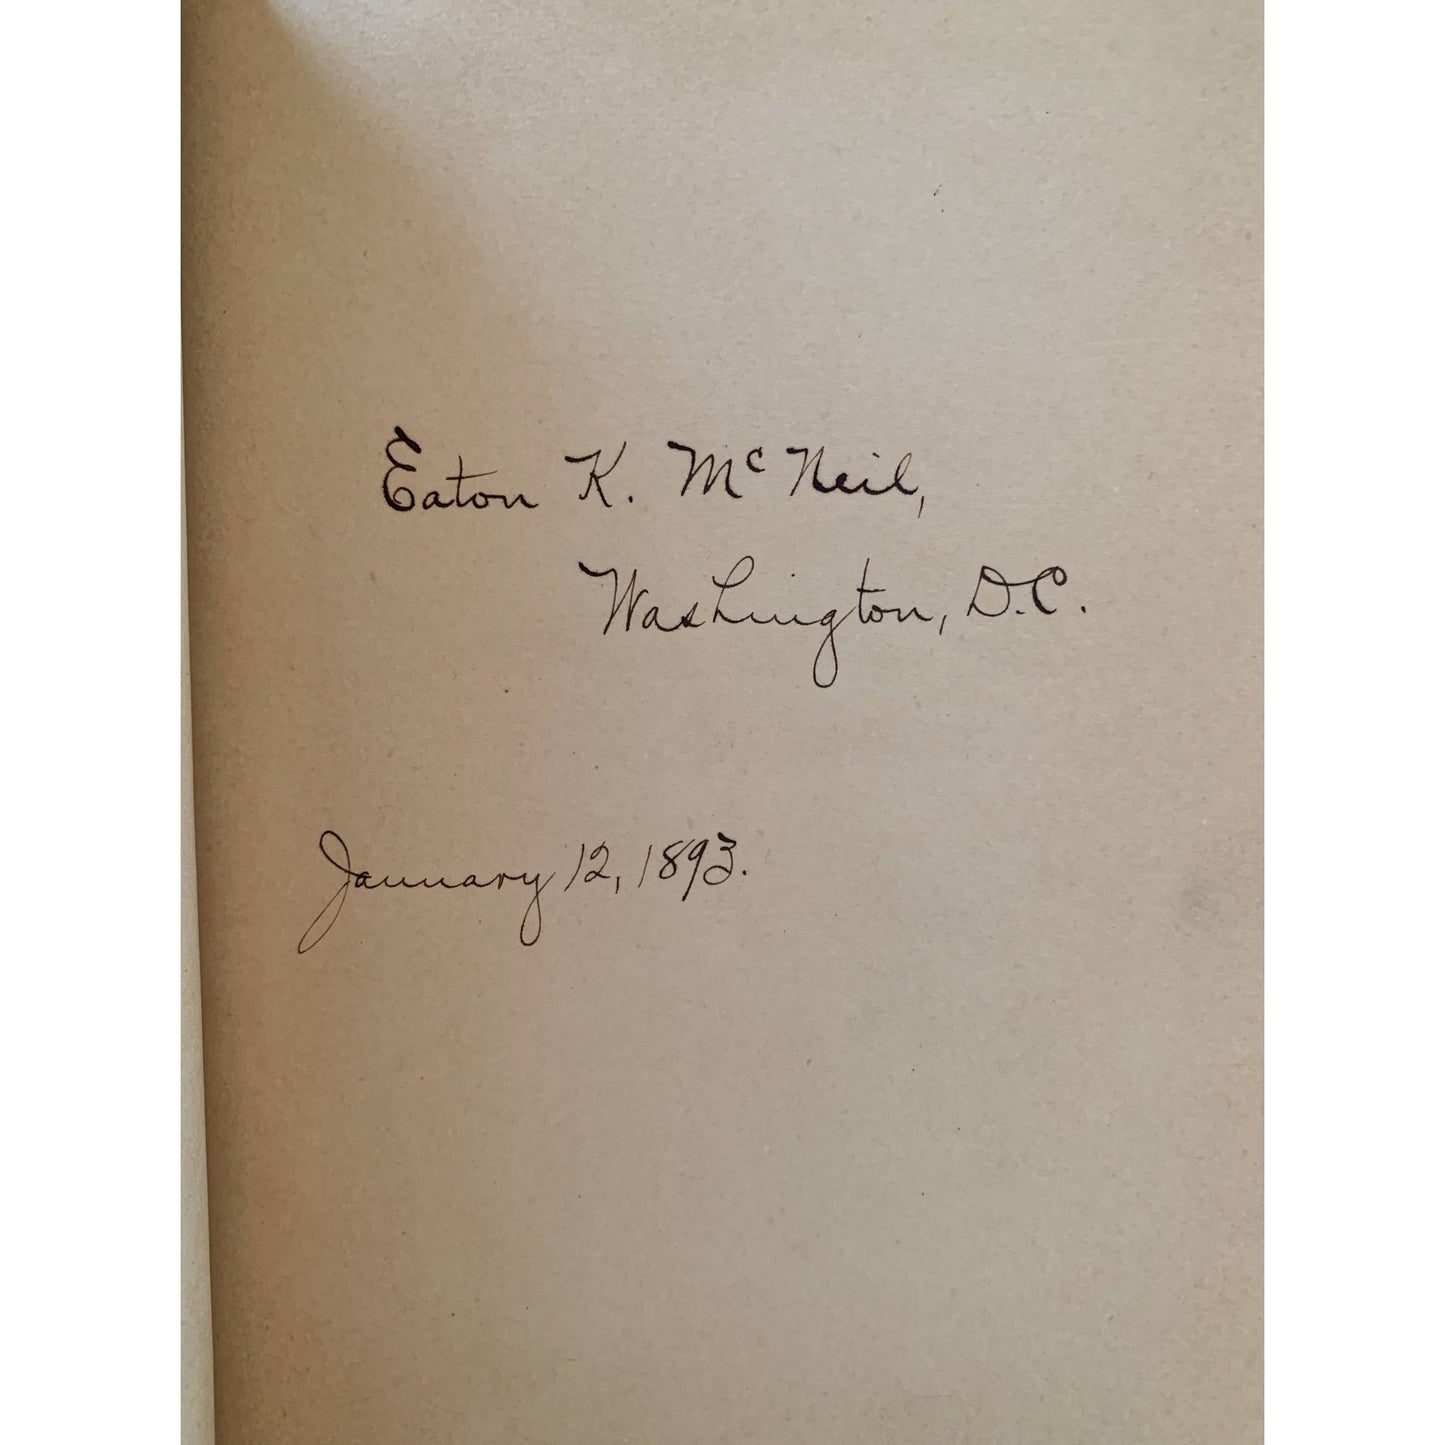 Eaton K. McNeil,
Washington, D.C.
January 12, 1893.